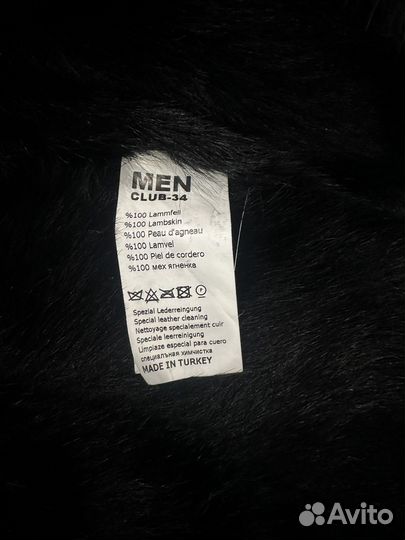 MEN
CLUB-34
%100 Lammfell
%100 Lambskin
%100 Peau d'agneau
%100 Lamvel
%100 Piel de cordero
%100 мех ягненка
P
Spezial Lederreinigung
Special leather cleaning
Nettoyage specialement cuir
Speciale leerreinigung
Limpiaze especial para cuero
специальная химчистка
MADE IN TURKEY
Avito